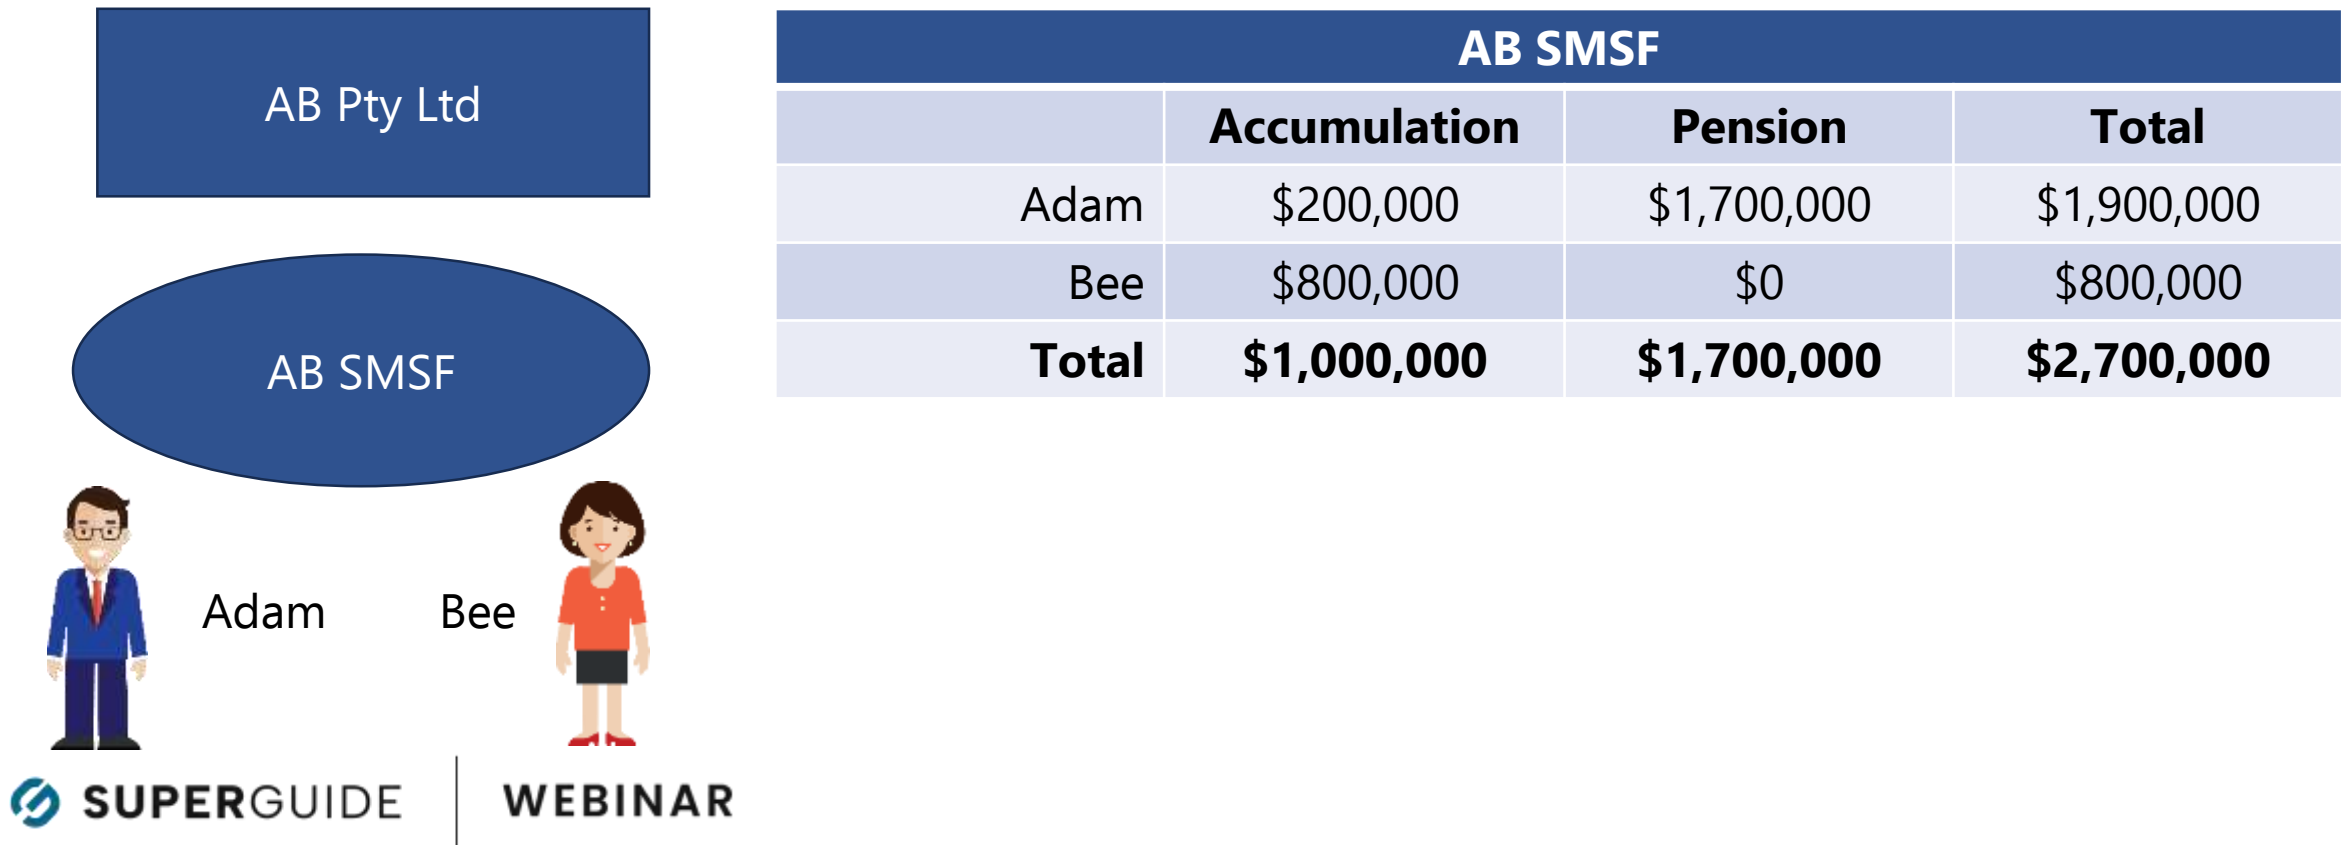 AB Pty Ltd
AB SMSF
Adam Bee
SUPERGUIDE WEBINAR
AB SMSF
Accumulation Pension Total
Adam $200,000 $1,700,000 $1,900,000
Bee $800,000 $0 $800,000
Total $1,000,000 $1,700,000 $2,700,000